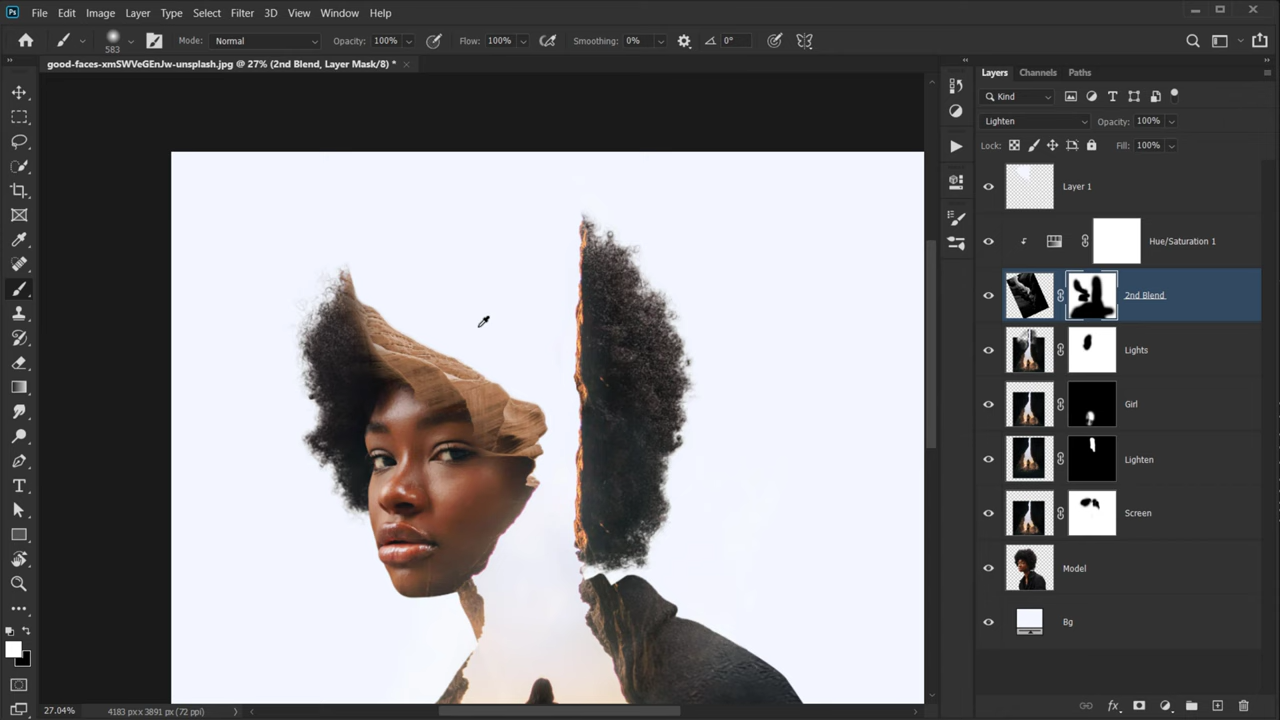 Ps File Edit Image Layer Type Select Filter 3D View Window Help
583 Mode: Normal Opacity: 100% Flow: 100% Smoothing: 0% 0°
good-faces-xmSWVeGEnJw-unsplash.jpg @ 27% (2nd Blend, Layer Mask/8) * ×
Layers Channels Paths
Kind
Lighten Opacity: 100%
Lock: Fill: 100%
Layer 1
Hue/Saturation 1
2nd Blend
Lights
Girl
Lighten
Screen
Model
Bg
27.04% 4183 px x 3891 px (72 ppi)